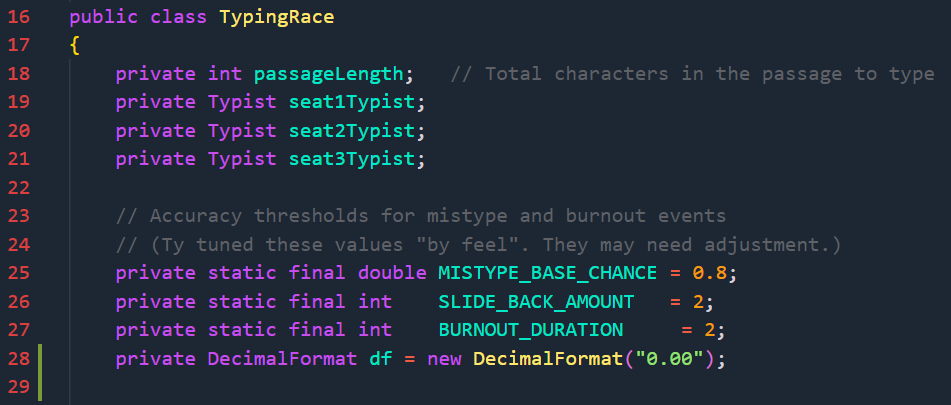 16 public class TypingRace
17 {
18     private int passageLength;   // Total characters in the passage to type
19     private Typist seat1Typist;
20     private Typist seat2Typist;
21     private Typist seat3Typist;
22
23     // Accuracy thresholds for mistype and burnout events
24     // (Ty tuned these values "by feel". They may need adjustment.)
25     private static final double MISTYPE_BASE_CHANCE = 0.8;
26     private static final int    SLIDE_BACK_AMOUNT   = 2;
27     private static final int    BURNOUT_DURATION     = 2;
28     private DecimalFormat df = new DecimalFormat("0.00");
29